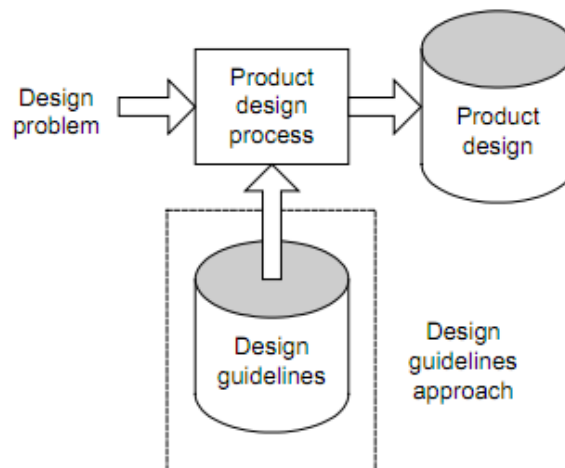 Design
problem
Product
design
process
Product
design
Design
guidelines
Design
guidelines
approach